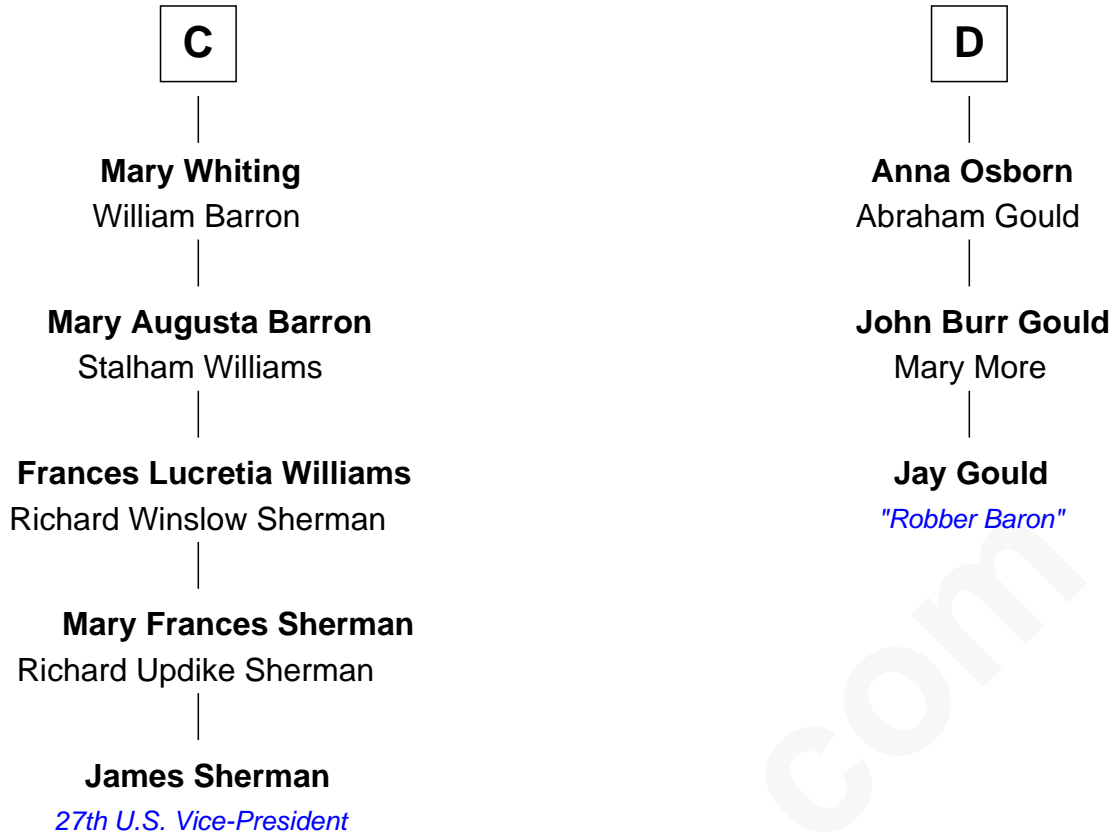 C
Mary Whiting
William Barron
Mary Augusta Barron
Stalham Williams
Frances Lucretia Williams
Richard Winslow Sherman
Mary Frances Sherman
Richard Updike Sherman
James Sherman
27th U.S. Vice-President
D
Anna Osborn
Abraham Gould
John Burr Gould
Mary More
Jay Gould
"Robber Baron"
com